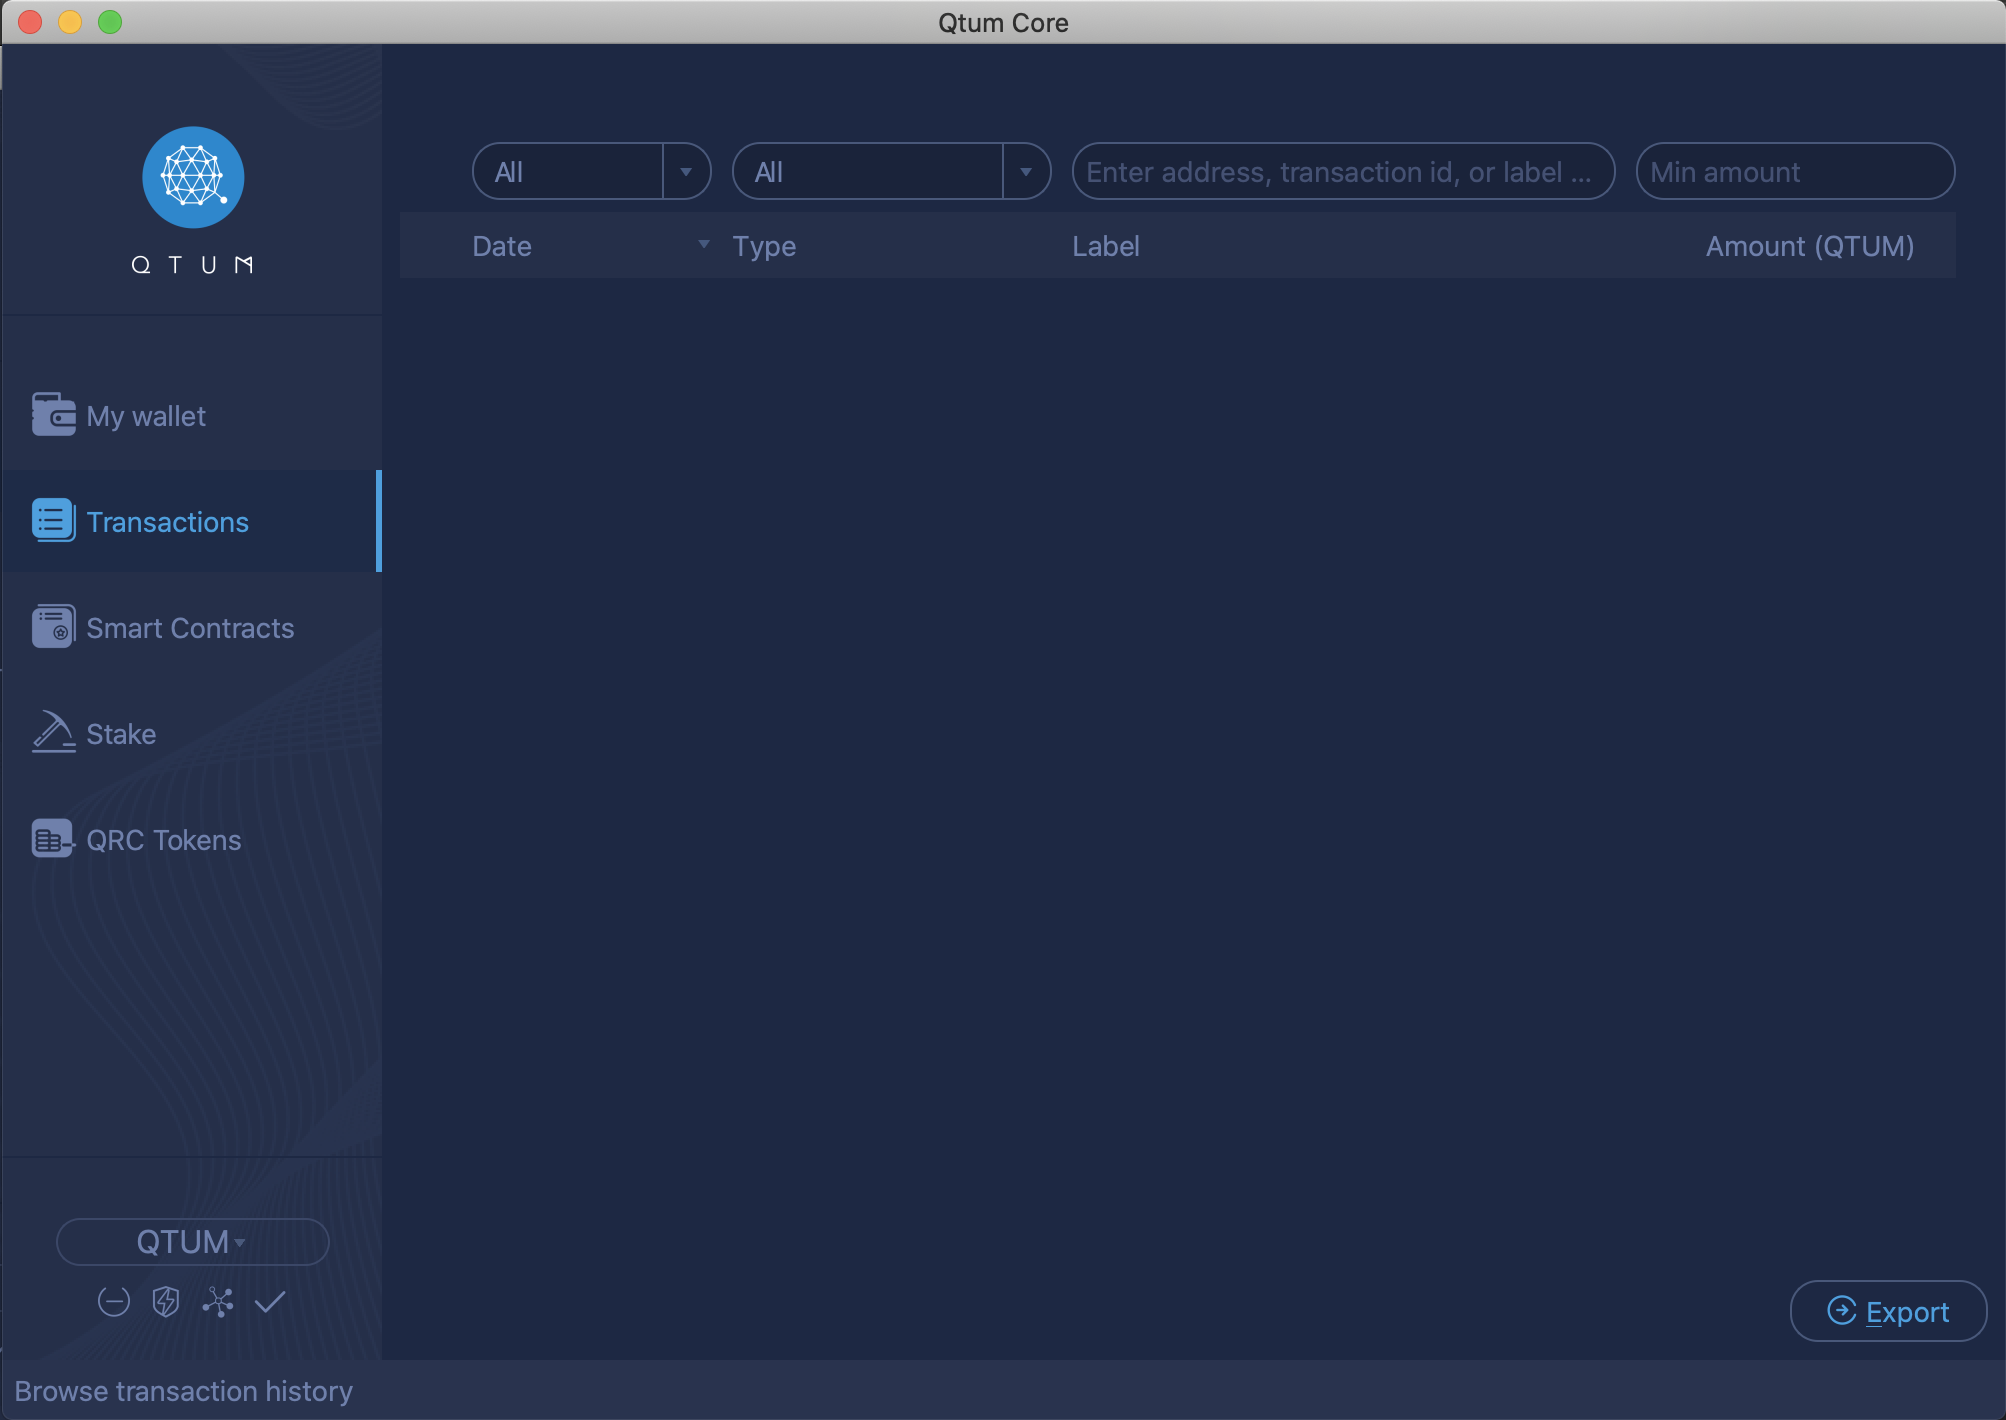 Qtum Core
QTUM
My wallet
Transactions
Smart Contracts
Stake
QRC Tokens
QTUM
All
All
Enter address, transaction id, or label ...
Min amount
Date
Type
Label
Amount (QTUM)
Export
Browse transaction history